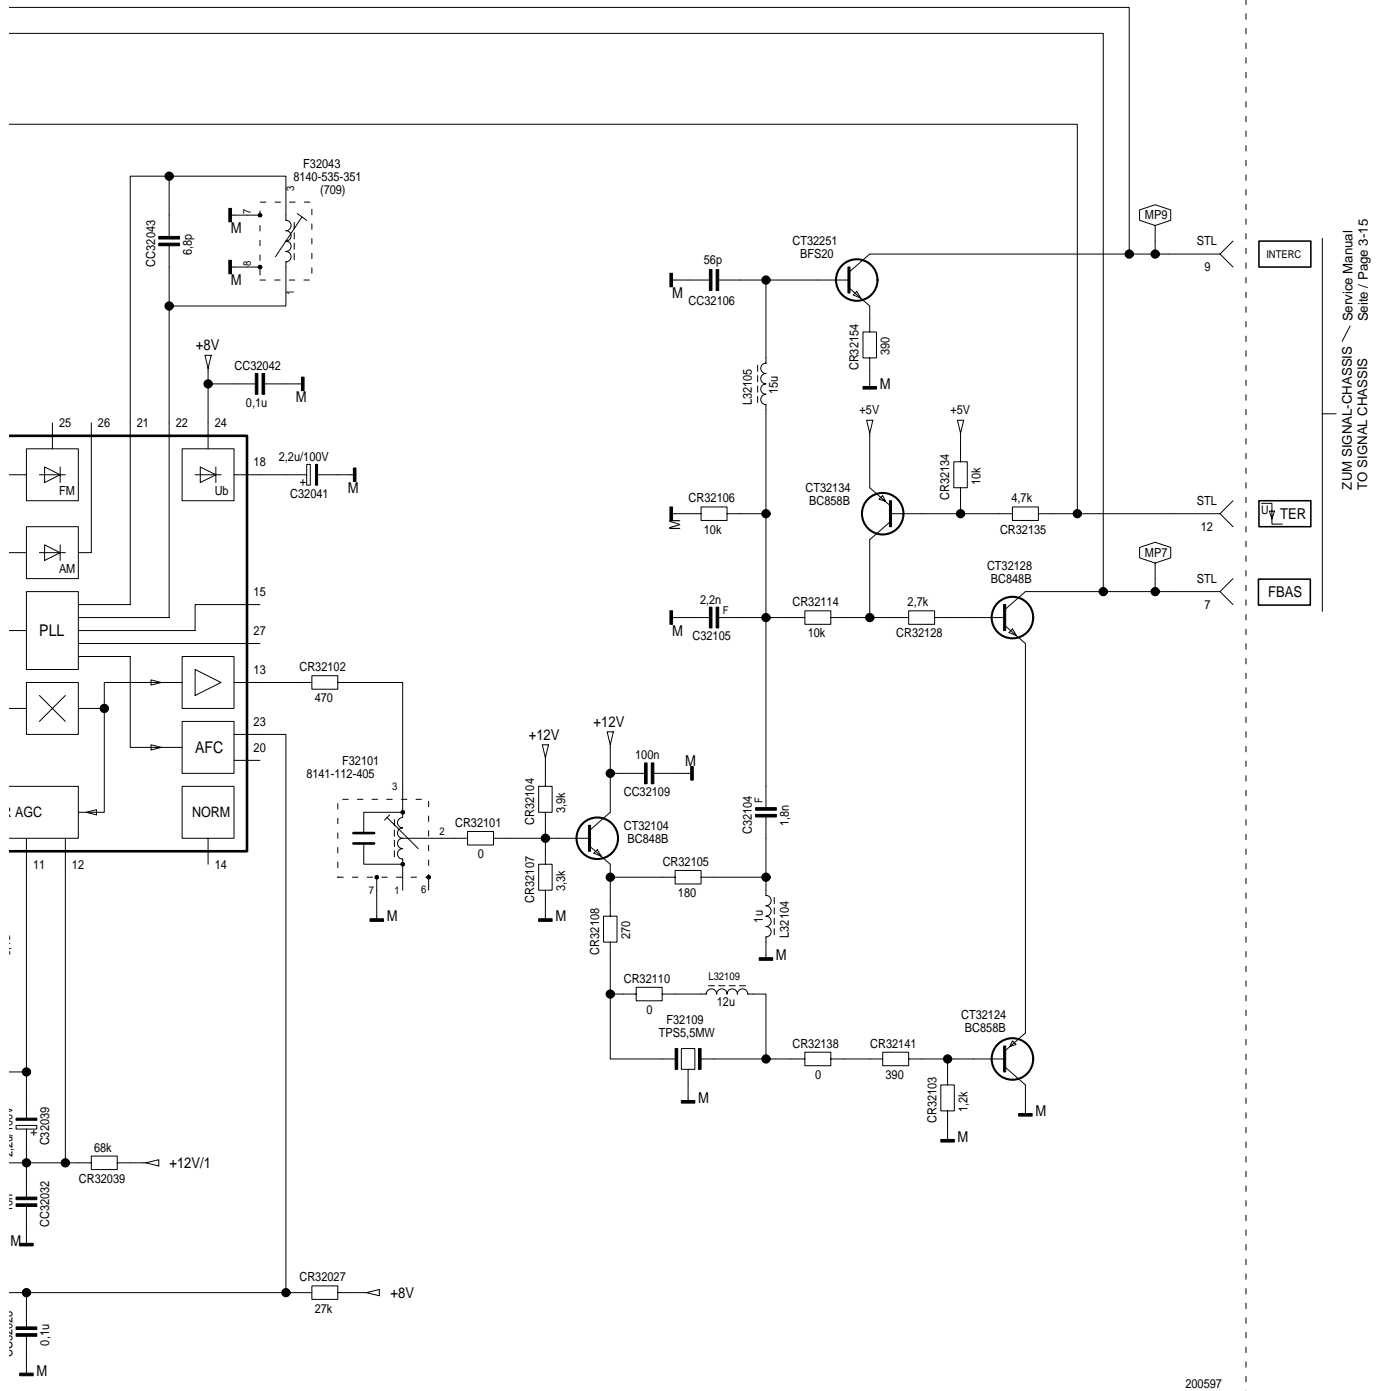 F32043
8140-535-351
(709)
3
7
M
8
M
1
CC32043
6,8p
MP9
STL
9
INTERC
CT32251
BFS20
56p
CC32106
M
CR32154
390
M
L32105
15u
+8V
CC32042
0,1u
M
25
26
21
22
24
18
2,2u/100V
+
C32041
M
FM
Ub
AM
+5V
+5V
CR32134
10k
CT32134
BC858B
4,7k
CR32135
CR32106
10k
M
STL
12
U
TER
MP7
STL
7
FBAS
CT32128
BC848B
15
PLL
27
2,2n
F
C32105
M
CR32114
10k
2,7k
CR32128
13
CR32102
470
23
AFC
20
F32101
8141-112-405
3
2
7
1
6
M
NORM
AGC
11
12
14
+12V
+12V
100n
M
CC32109
CR32104
3,9k
CR32101
0
CT32104
BC848B
CR32107
3,3k
M
C32104
F
1,8n
CR32105
180
1u
L32104
M
CR32108
270
CR32110
0
L32109
12u
F32109
TPS5,5MW
M
CR32138
0
CR32141
390
CT32124
BC858B
CR32103
1,2k
M
M
C32039
+
68k
CR32039
+12V/1
CC32032
M
CR32027
27k
+8V
0,1u
M
ZUM SIGNAL-CHASSIS
TO SIGNAL CHASSIS
Service Manual
Seite / Page 3-15
200597